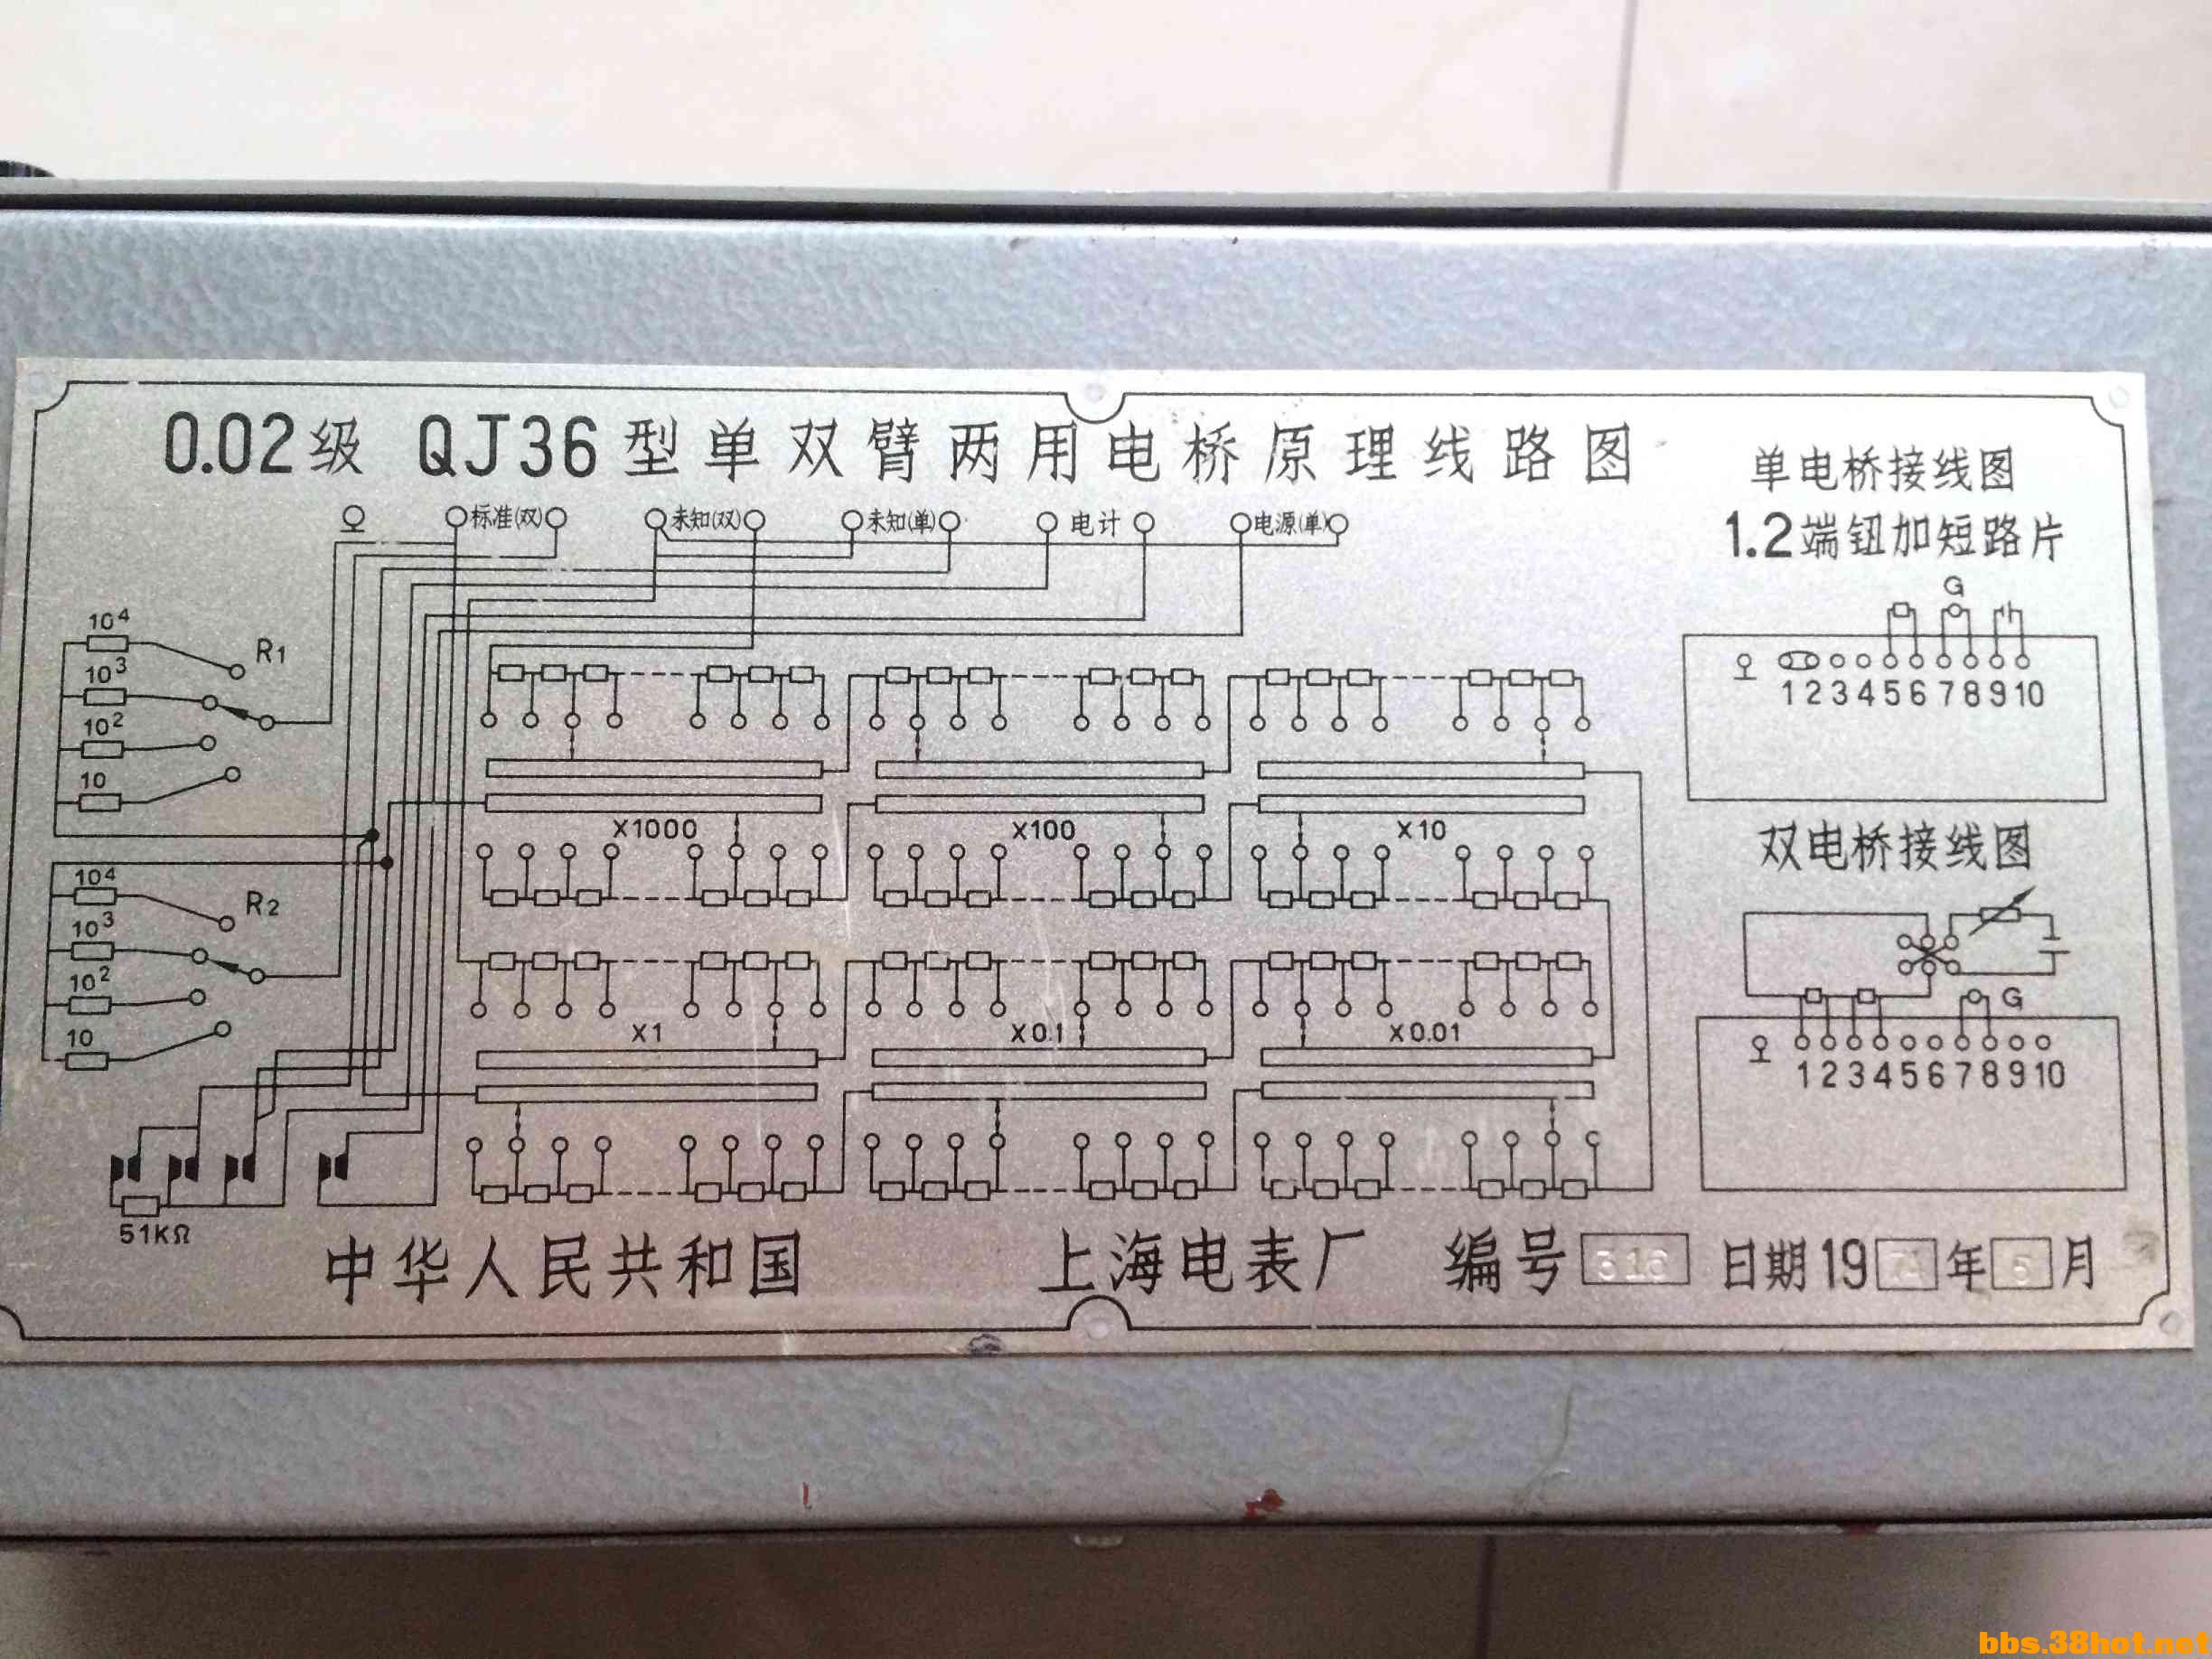 0.02级 QJ36型单双臂两用电桥原理线路图
标准(双) 未知(双) 未知(单) 电计 电源(单)
10⁴
R1
10³
10²
10
10⁴
R2
10³
10²
10
51KΩ
X1000 X100 X10
X1 X0.1 X0.01
单电桥接线图
1.2端钮加短路片
G
1 2 3 4 5 6 7 8 9 10
双电桥接线图
G
1 2 3 4 5 6 7 8 9 10
中华人民共和国 上海电表厂 编号 日期19 年 月
bbs.38hot.net